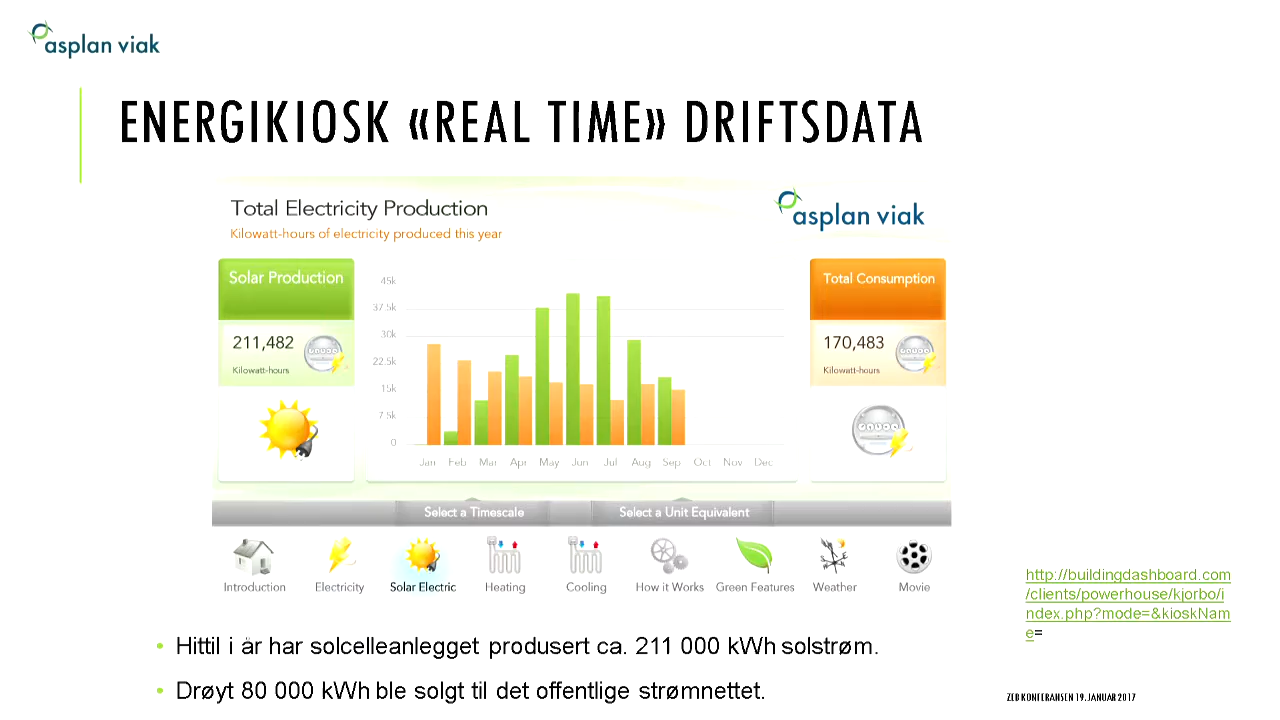 asplan viak
ENERGIKIOSK «REAL TIME» DRIFTSDATA
Total Electricity Production
Kilowatt-hours of electricity produced this year
asplan viak
Solar Production
211,482
Kilowatt-hours
45k
37.5k
30k
22.5k
15k
7.5k
0
Jan Feb Mar Apr May Jun Jul Aug Sep Oct Nov Dec
Total Consumption
170,483
Kilowatt-hours
Select a Timescale
Select a Unit Equivalent
Introduction
Electricity
Solar Electric
Heating
Cooling
How it Works
Green Features
Weather
Movie
http://buildingdashboard.com
/clients/powerhouse/kjorbo/i
ndex.php?mode=&kioskNam
e=
• Hittil i år har solcelleanlegget produsert ca. 211 000 kWh solstrøm.
• Drøyt 80 000 kWh ble solgt til det offentlige strømnettet.
ZEB KONFERANSEN 19. JANUAR 2017